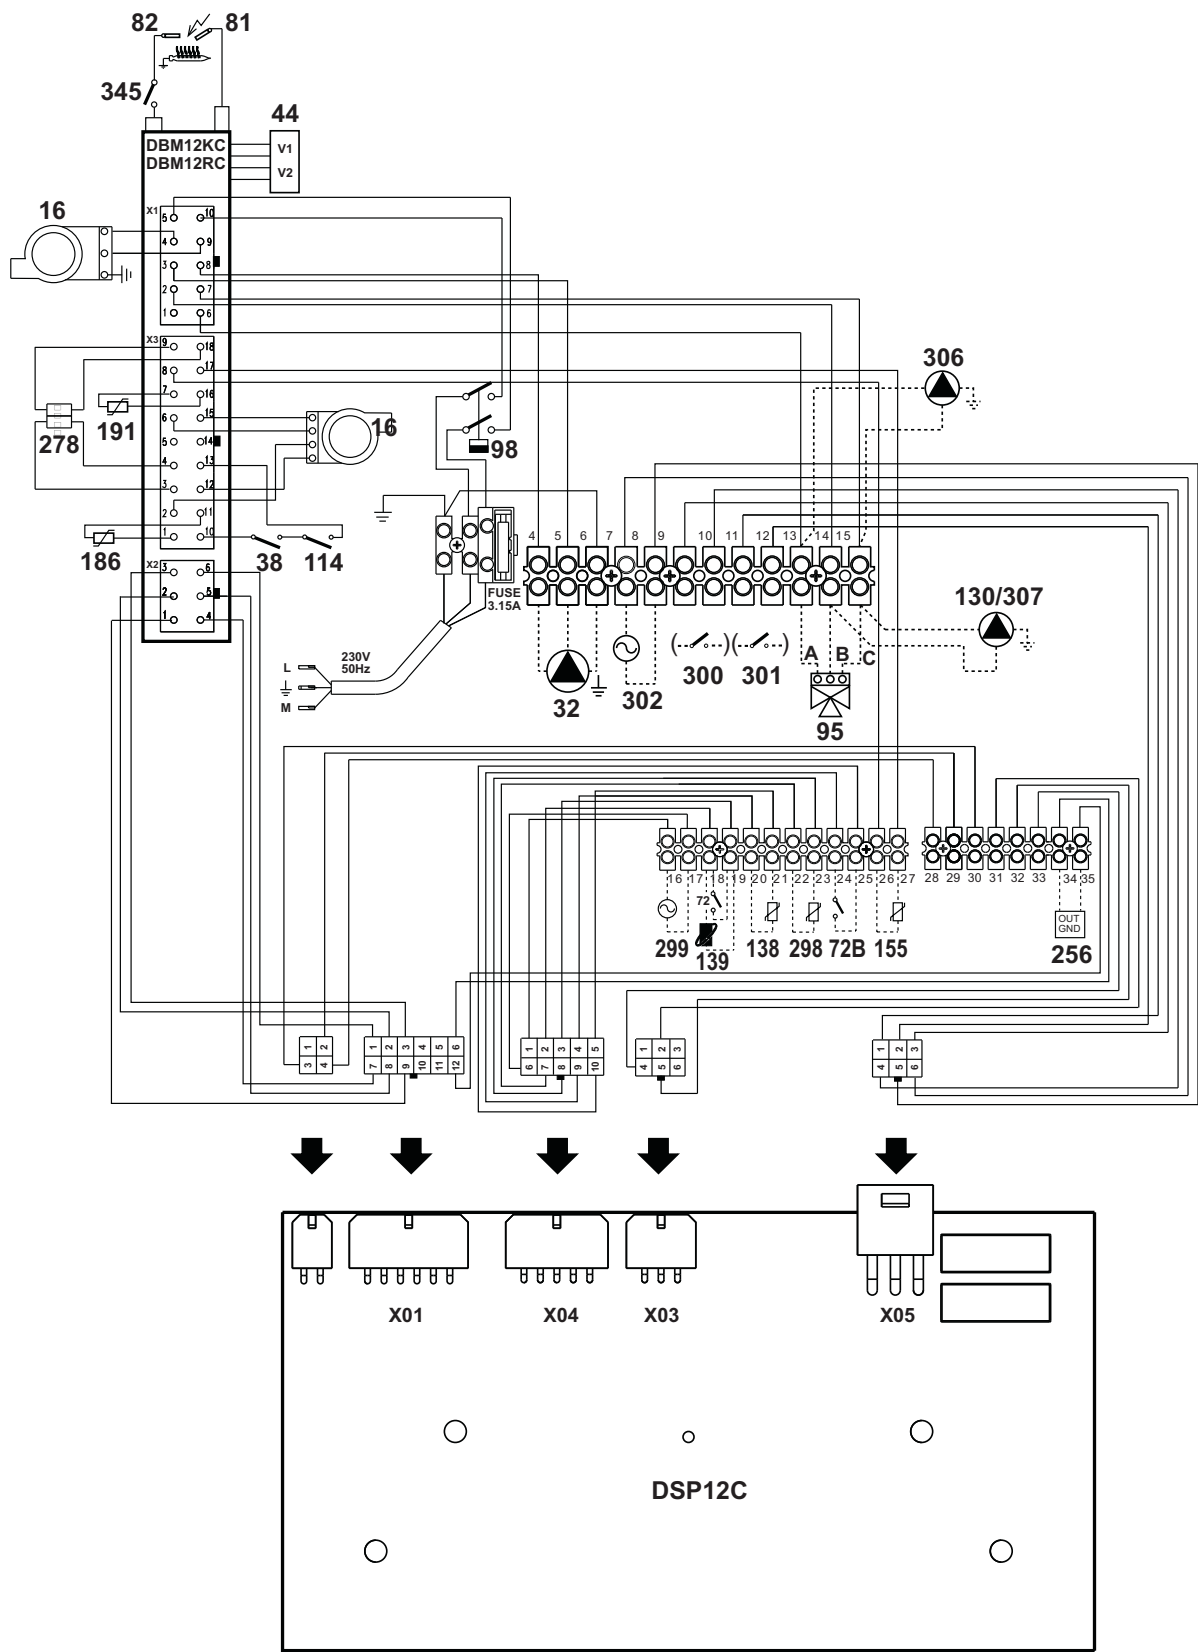 82 81
345
44
DBM12KC
DBM12RC
V1
V2
16
X1
5 10
4 9
3 8
2 7
1 6
X3
9 18
8 17
7 16
6 15
5 14
4 13
3 12
2 11
1 10
X2
3 6
2 5
1 4
278
191
16
98
186
38 114
306
4 5 6 7 8 9 10 11 12 13 14 15
FUSE
3.15A
130/307
230V
50Hz
L
M
32
302
300
301
A B C
95
16 17 18 19 20 21 22 23 24 25 26 27
28 29 30 31 32 33 34 35
72
299
139
138
298
72B
155
OUT
GND
256
1 2
3 4
1 2 3 4 5 6
7 8 9 10 11 12
1 2 3 4 5
6 7 8 9 10
1 2 3
4 5 6
1 2 3
4 5 6
X01
X04
X03
X05
DSP12C